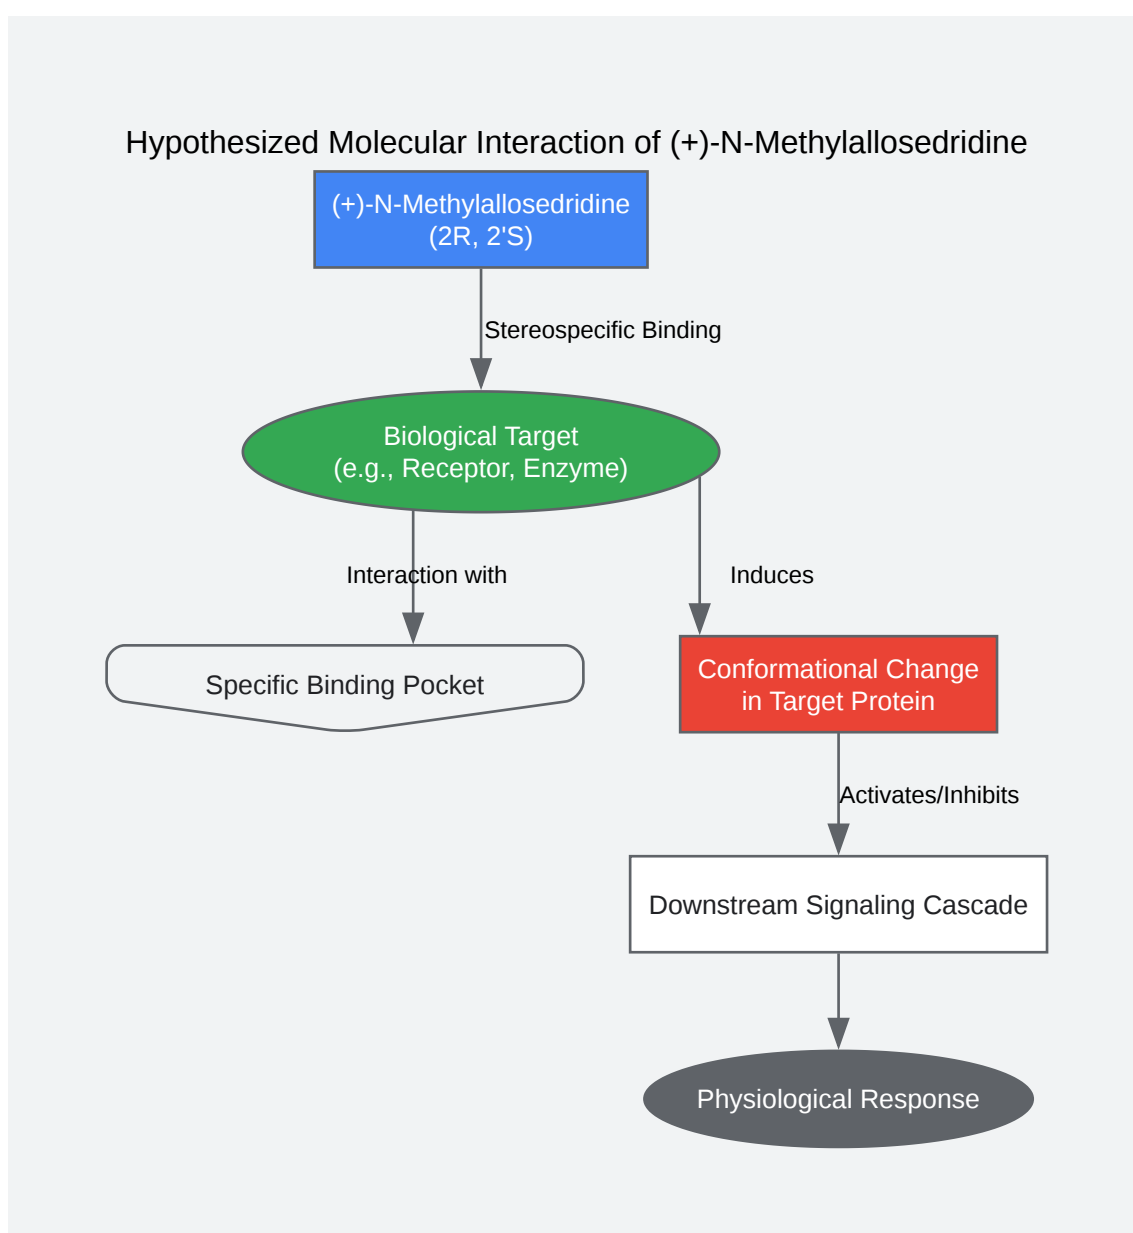 Hypothesized Molecular Interaction of (+)-N-Methylallosedridine
(+)-N-Methylallosedridine
(2R, 2'S)
Stereospecific Binding
Biological Target
(e.g., Receptor, Enzyme)
Interaction with
Induces
Specific Binding Pocket
Conformational Change
in Target Protein
Activates/Inhibits
Downstream Signaling Cascade
Physiological Response